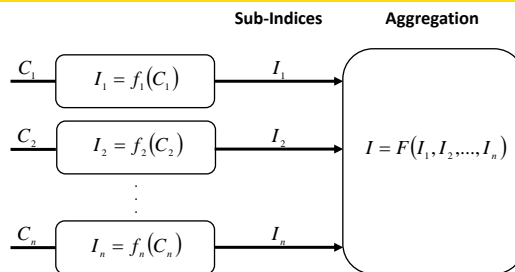 Sub-Indices Aggregation
C₁ I₁ = f₁(C₁) I₁
C₂ I₂ = f₂(C₂) I₂
I = F(I₁, I₂,..., Iₙ)
Cₙ Iₙ = fₙ(Cₙ) Iₙ